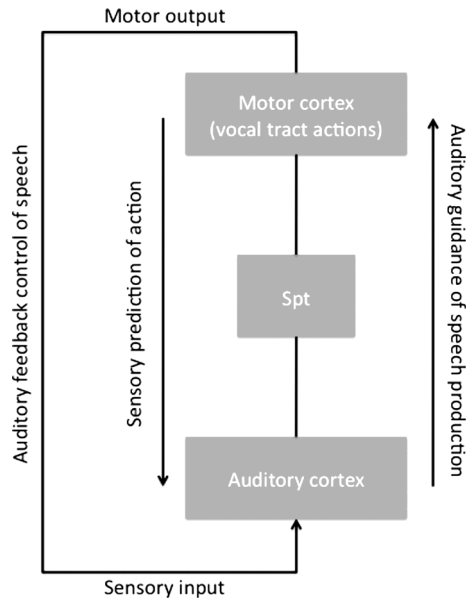 Motor output
Motor cortex
(vocal tract actions)
Auditory feedback control of speech
Sensory prediction of action
Auditory guidance of speech production
Spt
Auditory cortex
Sensory input